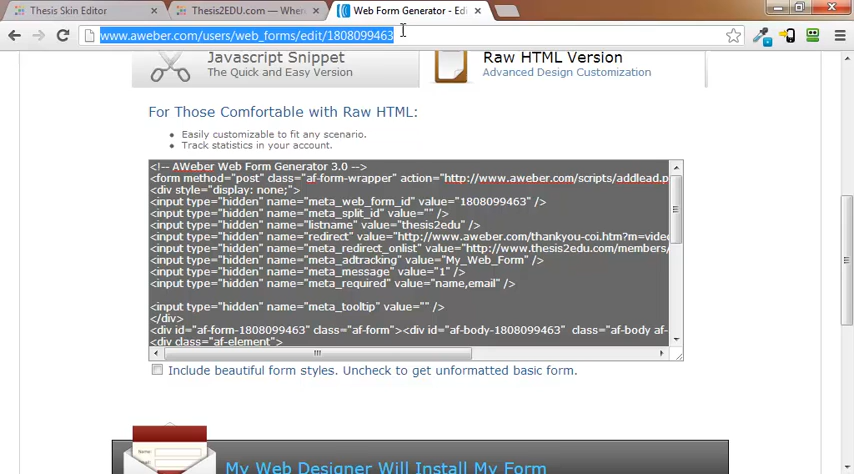 Thesis Skin Editor
Thesis2EDU.com — When
Web Form Generator - Edi
www.aweber.com/users/web_forms/edit/1808099463
Javascript Snippet
The Quick and Easy Version
Raw HTML Version
Advanced Design Customization
For Those Comfortable with Raw HTML:
Easily customizable to fit any scenario.
Track statistics in your account.
<!-- AWeber Web Form Generator 3.0 -->
<form method="post" class="af-form-wrapper" action="http://www.aweber.com/scripts/addlead.p
<div style="display: none;">
<input type="hidden" name="meta_web_form_id" value="1808099463" />
<input type="hidden" name="meta_split_id" value="" />
<input type="hidden" name="listname" value="thesis2edu" />
<input type="hidden" name="redirect" value="http://www.aweber.com/thankyou-coi.htm?m=video
<input type="hidden" name="meta_redirect_onlist" value="http://www.thesis2edu.com/members/
<input type="hidden" name="meta_adtracking" value="My_Web_Form" />
<input type="hidden" name="meta_message" value="1" />
<input type="hidden" name="meta_required" value="name,email" />
<input type="hidden" name="meta_tooltip" value="" />
</div>
<div id="af-form-1808099463" class="af-form"><div id="af-body-1808099463" class="af-body af-
<div class="af-element">
Include beautiful form styles. Uncheck to get unformatted basic form.
My Web Designer Will Install My Form